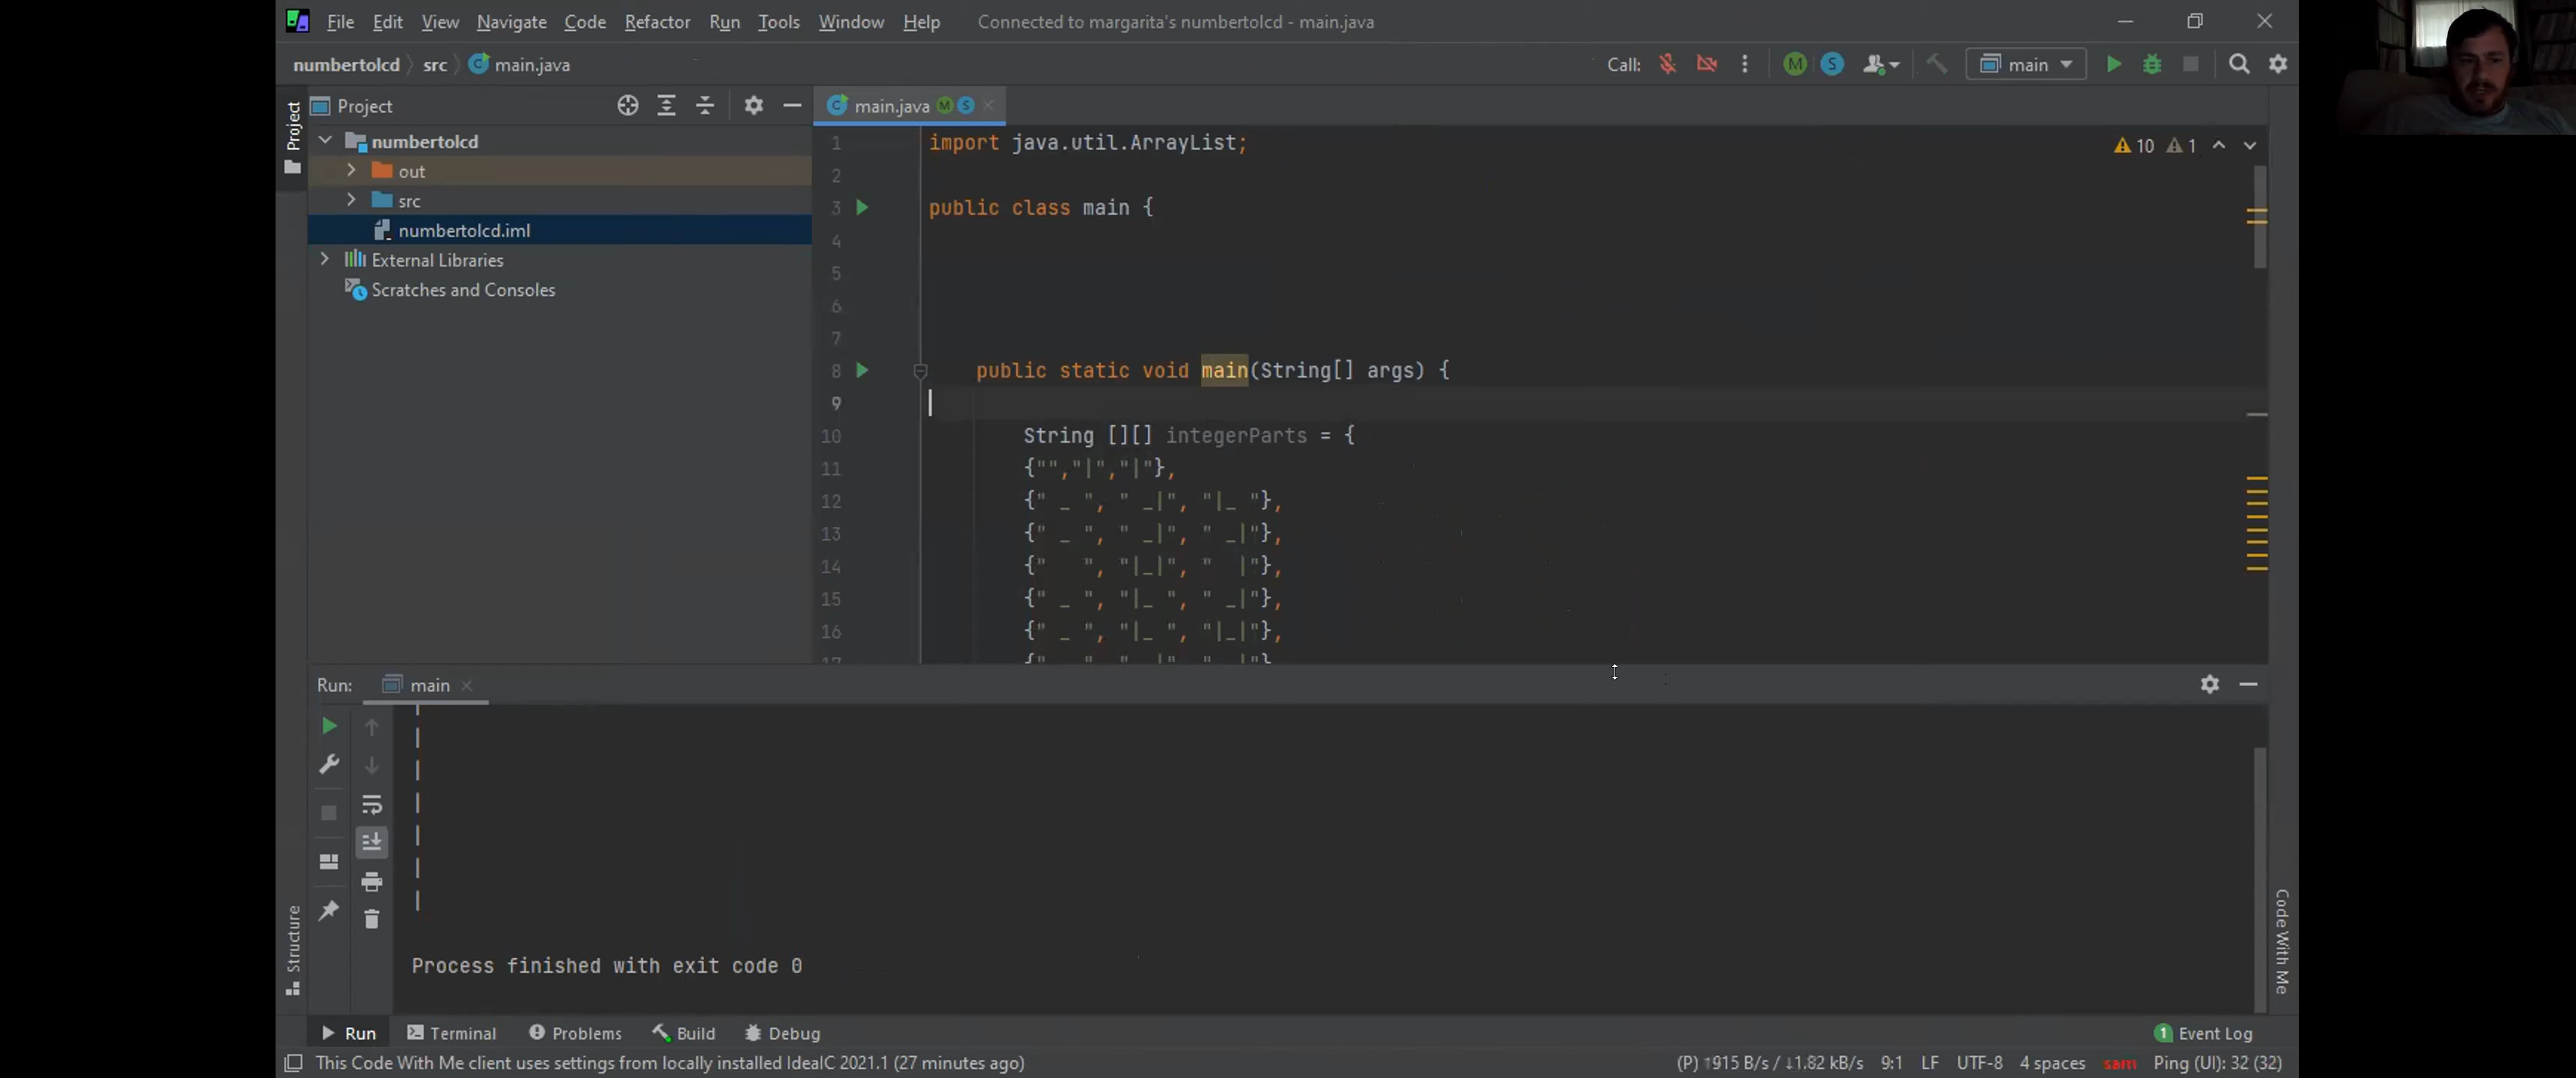 File Edit View Navigate Code Refactor Run Tools Window Help Connected to margarita's numbertolcd - main.java
numbertolcd src main.java Call: M S main
Project Project main.java M S
numbertolcd
out
src
numbertolcd.iml
External Libraries
Scratches and Consoles
1 import java.util.ArrayList; 10 1
2
3 public class main {
4
5
6
7
8 public static void main(String[] args) {
9
10 String [][] integerParts = {
11 {"","|","|"},
12 {" _ ", " _|", "|_ "},
13 {" _ ", " _|", " _|"},
14 {"   ", "|_|", "  |"},
15 {" _ ", "|_ ", " _|"},
16 {" _ ", "|_ ", "|_|"},
Run: main
|
|
|
|
|
|
|
Process finished with exit code 0
Structure
Code With Me
Run Terminal Problems Build Debug 1 Event Log
This Code With Me client uses settings from locally installed IdeaIC 2021.1 (27 minutes ago) (P) ↑915 B/s / ↓1.82 kB/s 9:1 LF UTF-8 4 spaces sam Ping (UI): 32 (32)